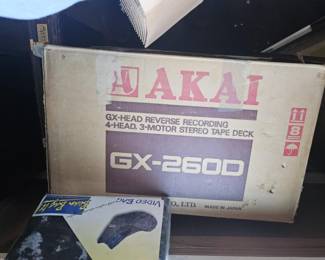 AKAI
GX-HEAD REVERSE RECORDING
4-HEAD, 3-MOTOR STEREO TAPE DECK
8
GX-260D
CO., LTD. MADE IN JAPAN
VIDEO BAG